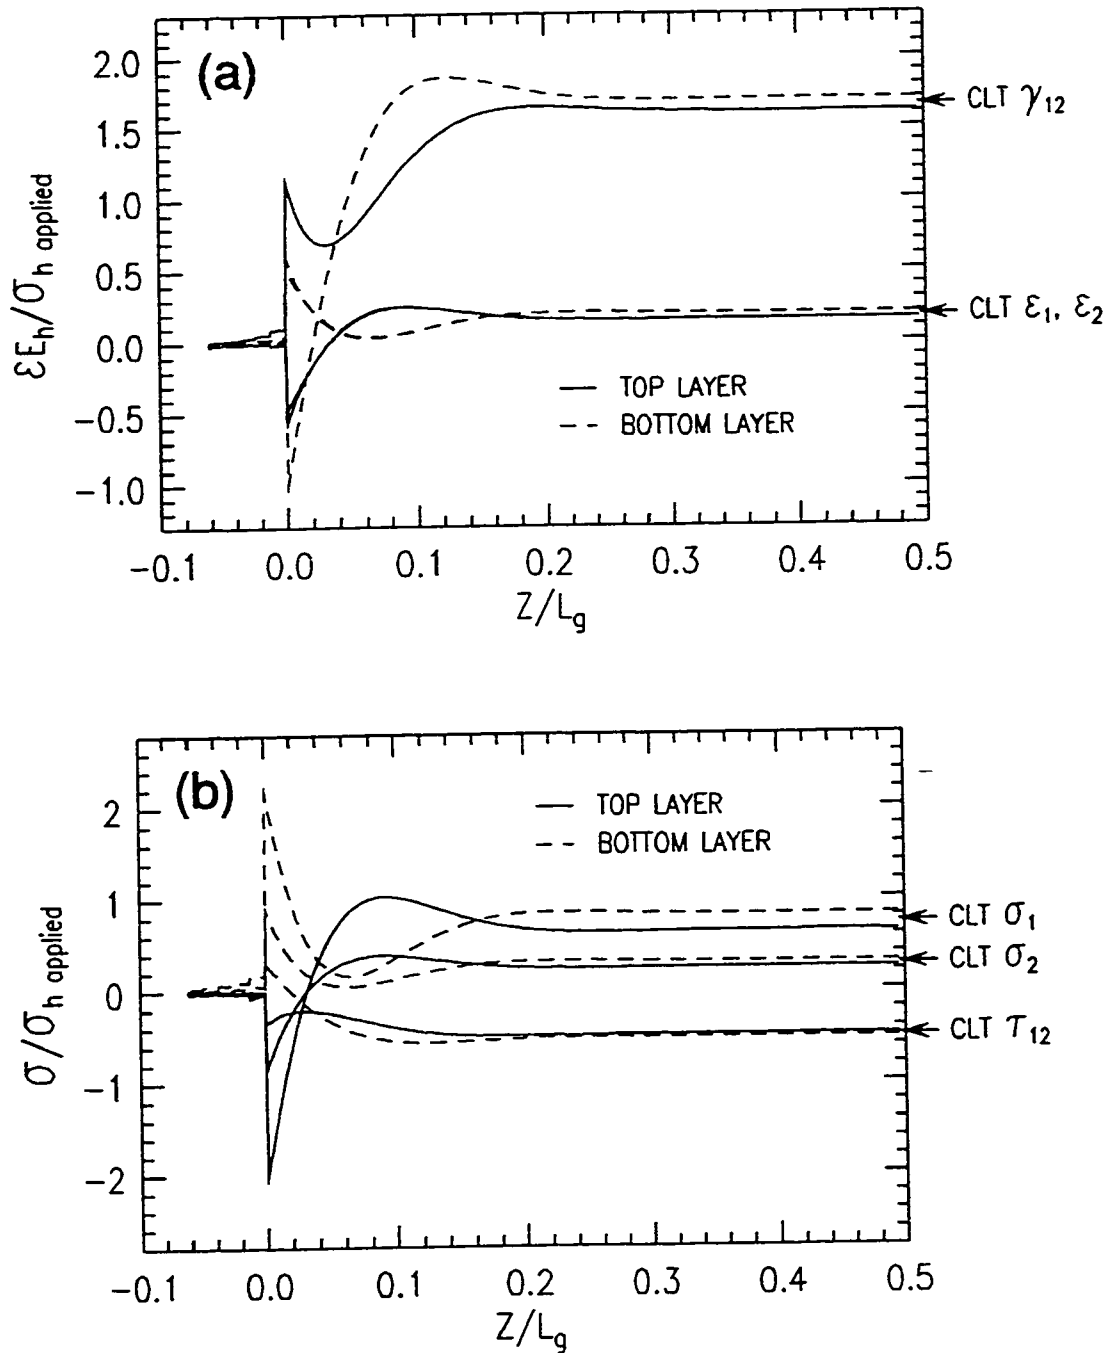 (a)
2.0
1.5
1.0
0.5
0.0
-0.5
-1.0
εE_h/σ_h applied
CLT γ_12
CLT ε_1, ε_2
TOP LAYER
BOTTOM LAYER
-0.1 0.0 0.1 0.2 0.3 0.4 0.5
Z/L_g
(b)
2
1
0
-1
-2
σ/σ_h applied
TOP LAYER
BOTTOM LAYER
CLT σ_1
CLT σ_2
CLT τ_12
-0.1 0.0 0.1 0.2 0.3 0.4 0.5
Z/L_g